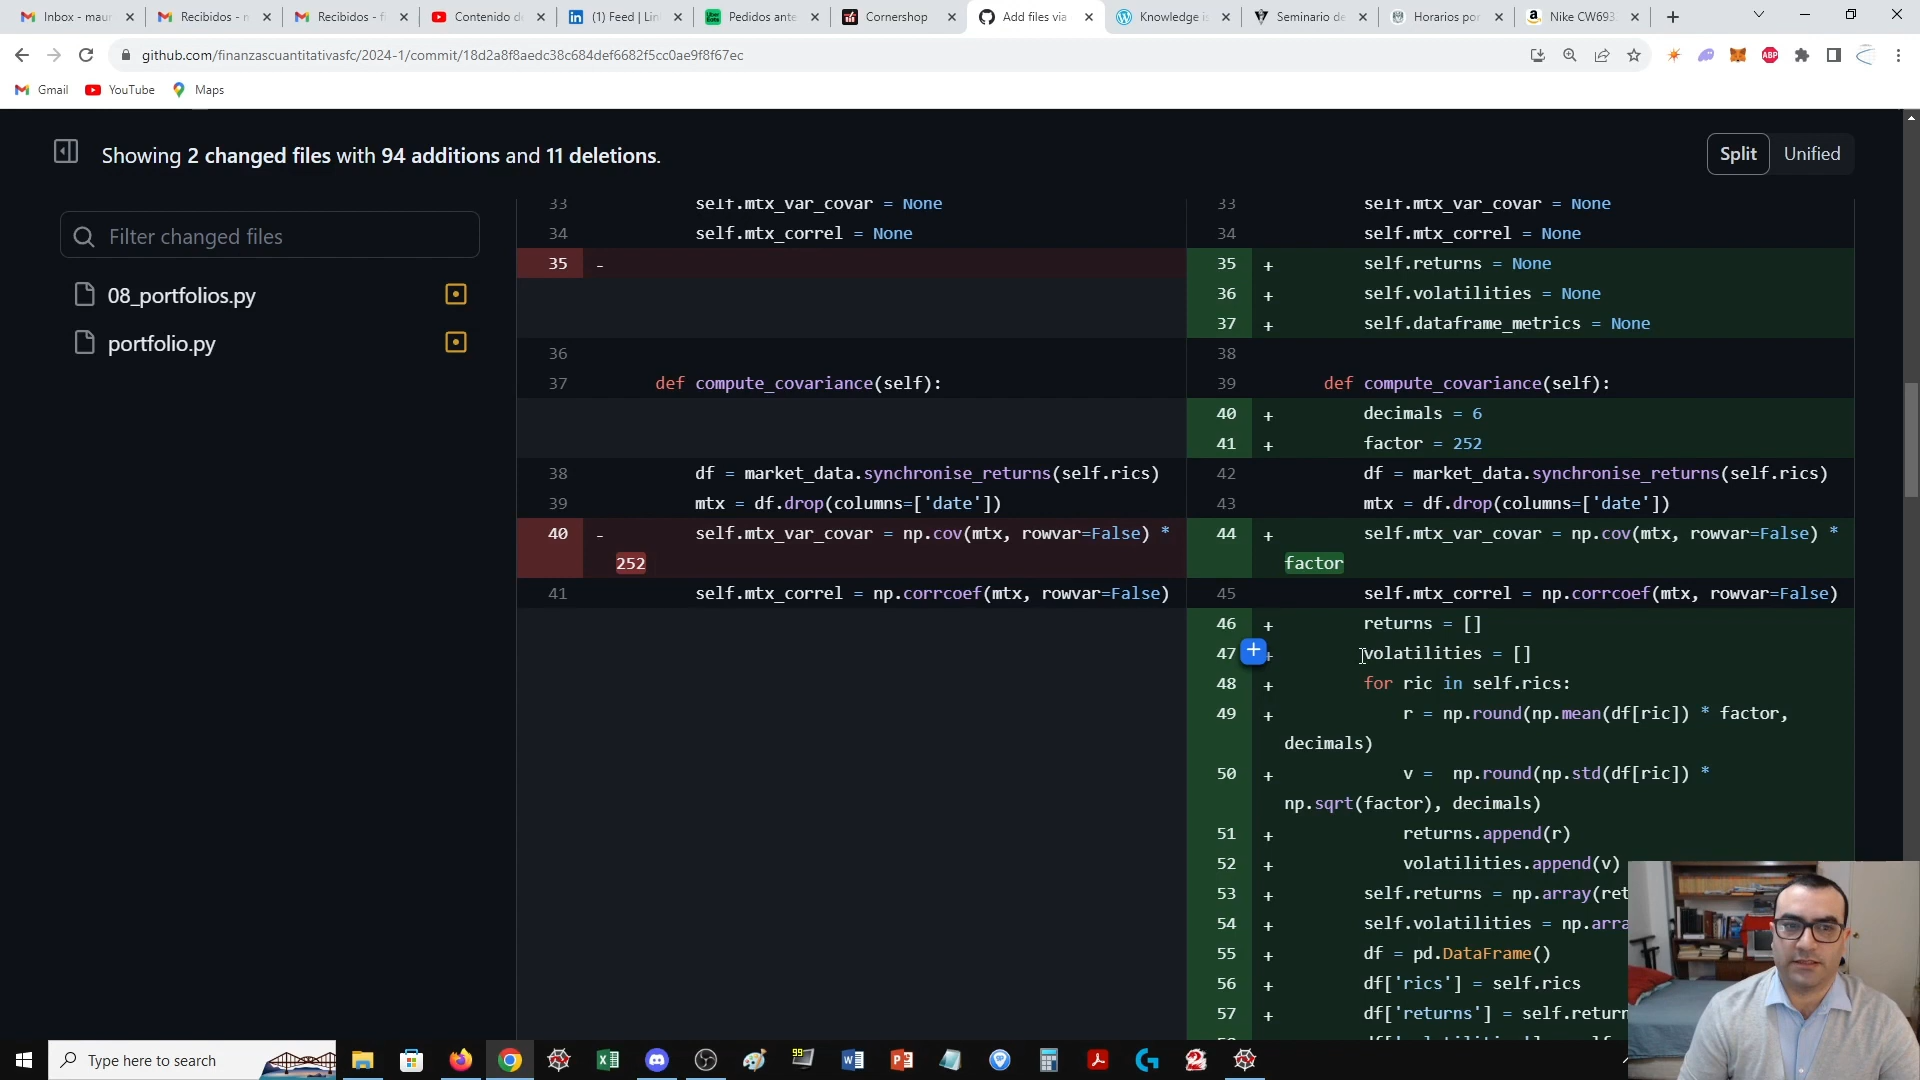 Inbox - mau
Recibidos - r
Recibidos - f
Contenido d
(1) Feed | Lin
Pedidos ante
Cornershop
Add files via
Knowledge is
Seminario de
Horarios por
Nike CW693
github.com/finanzascuantitativasfc/2024-1/commit/18d2a8f8aedc38c684def6682f5cc0ae9f8f67ec
ABP
Gmail
YouTube
Maps
Showing 2 changed files with 94 additions and 11 deletions.
Split
Unified
Filter changed files
08_portfolios.py
portfolio.py
33 self.mtx_var_covar = None
34 self.mtx_correl = None
35 -
36
37 def compute_covariance(self):
38 df = market_data.synchronise_returns(self.rics)
39 mtx = df.drop(columns=['date'])
40 - self.mtx_var_covar = np.cov(mtx, rowvar=False) *
252
41 self.mtx_correl = np.corrcoef(mtx, rowvar=False)
33 self.mtx_var_covar = None
34 self.mtx_correl = None
35 + self.returns = None
36 + self.volatilities = None
37 + self.dataframe_metrics = None
38
39 def compute_covariance(self):
40 + decimals = 6
41 + factor = 252
42 df = market_data.synchronise_returns(self.rics)
43 mtx = df.drop(columns=['date'])
44 + self.mtx_var_covar = np.cov(mtx, rowvar=False) *
factor
45 self.mtx_correl = np.corrcoef(mtx, rowvar=False)
46 + returns = []
47 + volatilities = []
48 + for ric in self.rics:
49 + r = np.round(np.mean(df[ric]) * factor,
decimals)
50 + v =  np.round(np.std(df[ric]) *
np.sqrt(factor), decimals)
51 + returns.append(r)
52 + volatilities.append(v)
53 + self.returns = np.array(ret
54 + self.volatilities = np.arra
55 + df = pd.DataFrame()
56 + df['rics'] = self.rics
57 + df['returns'] = self.return
Type here to search